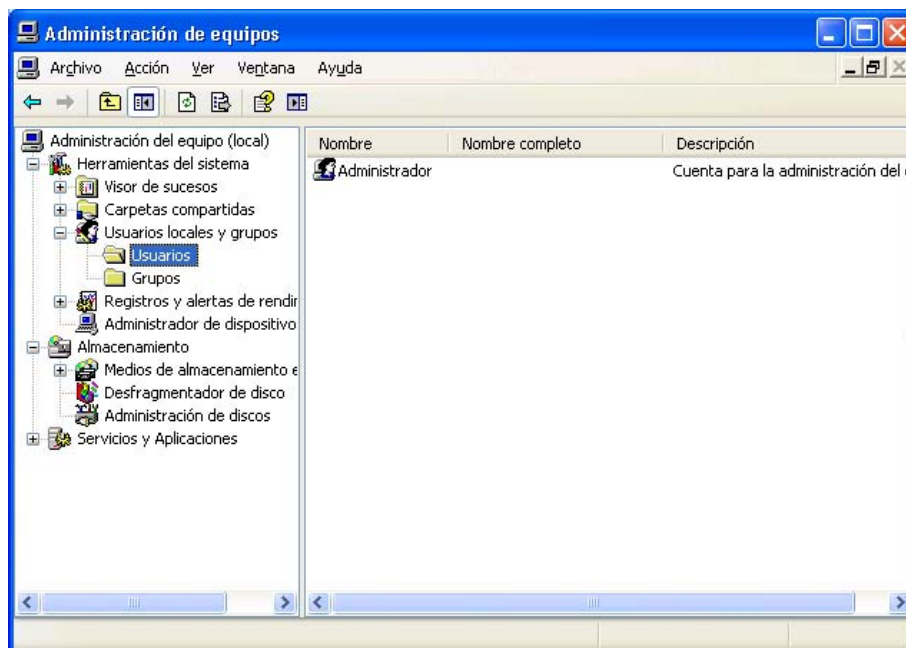 Administración de equipos
Archivo Acción Ver Ventana Ayuda
Administración del equipo (local)
Herramientas del sistema
Visor de sucesos
Carpetas compartidas
Usuarios locales y grupos
Usuarios
Grupos
Registros y alertas de rendir
Administrador de dispositivo
Almacenamiento
Medios de almacenamiento e
Desfragmentador de disco
Administración de discos
Servicios y Aplicaciones
Nombre Nombre completo Descripción
Administrador Cuenta para la administración del